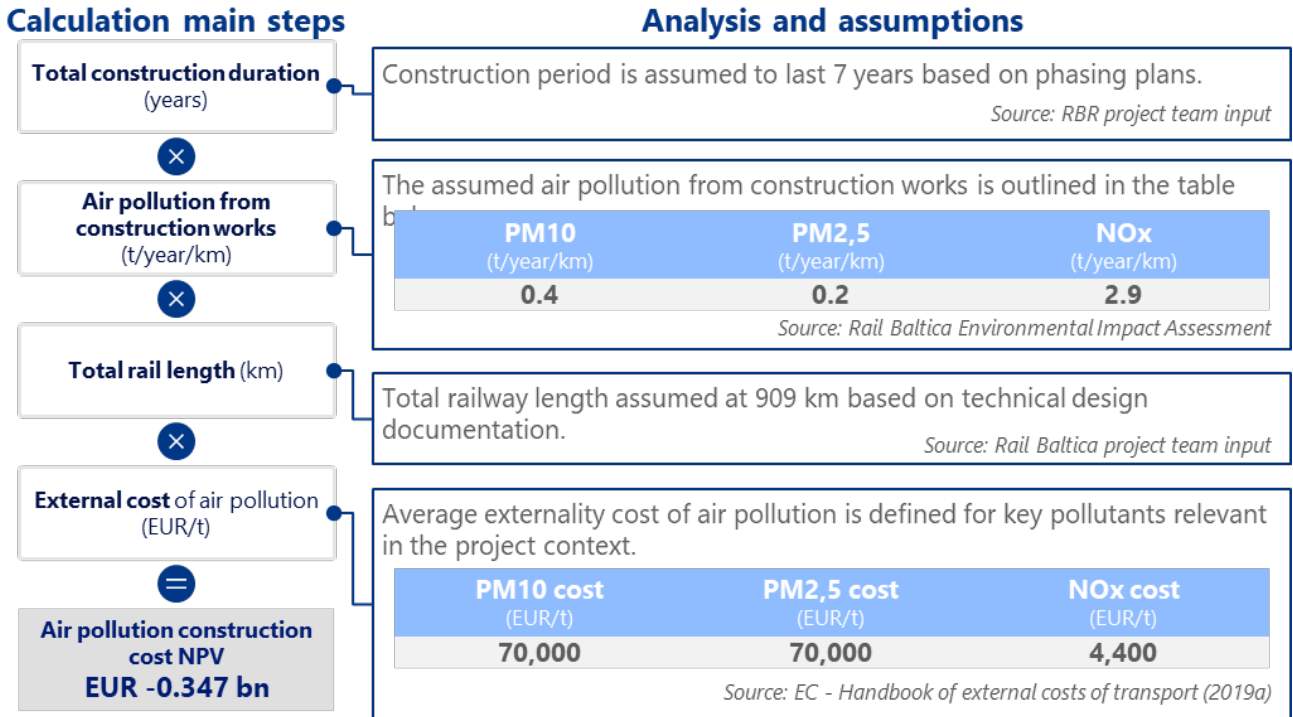 Calculation main steps
Analysis and assumptions
Total construction duration
(years)
Construction period is assumed to last 7 years based on phasing plans.
Source: RBR project team input
×
Air pollution from
construction works
(t/year/km)
The assumed air pollution from construction works is outlined in the table
PM10
(t/year/km)
PM2,5
(t/year/km)
NOx
(t/year/km)
0.4
0.2
2.9
Source: Rail Baltica Environmental Impact Assessment
×
Total rail length (km)
Total railway length assumed at 909 km based on technical design
documentation.
Source: Rail Baltica project team input
×
External cost of air pollution
(EUR/t)
Average externality cost of air pollution is defined for key pollutants relevant
in the project context.
PM10 cost
(EUR/t)
PM2,5 cost
(EUR/t)
NOx cost
(EUR/t)
70,000
70,000
4,400
Source: EC - Handbook of external costs of transport (2019a)
=
Air pollution construction
cost NPV
EUR -0.347 bn